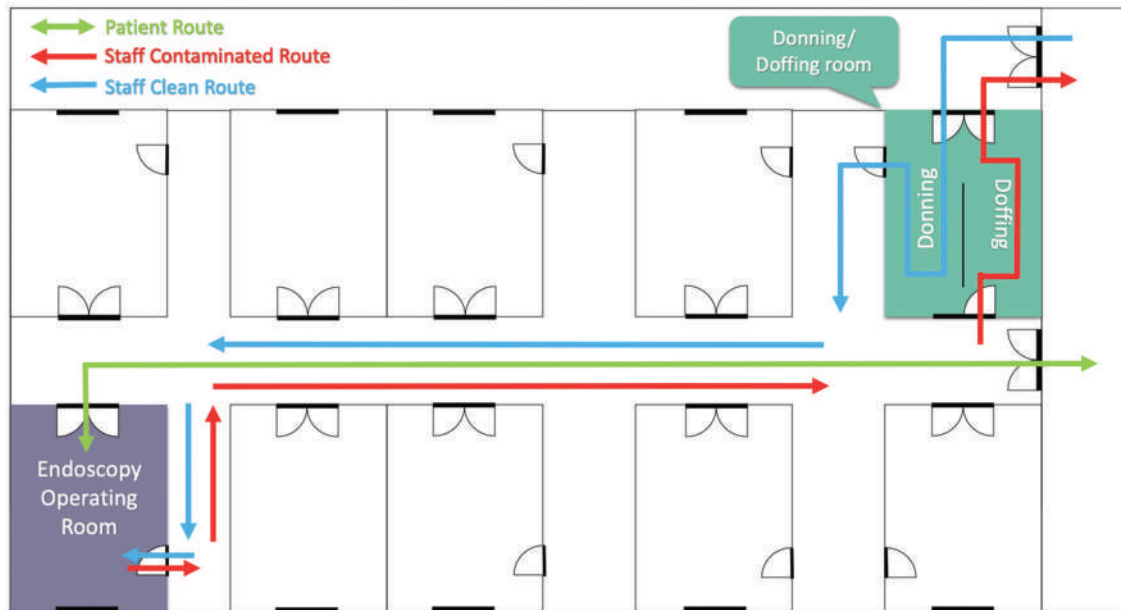 Patient Route
Staff Contaminated Route
Staff Clean Route
Donning/
Doffing room
Donning
Doffing
Endoscopy
Operating
Room